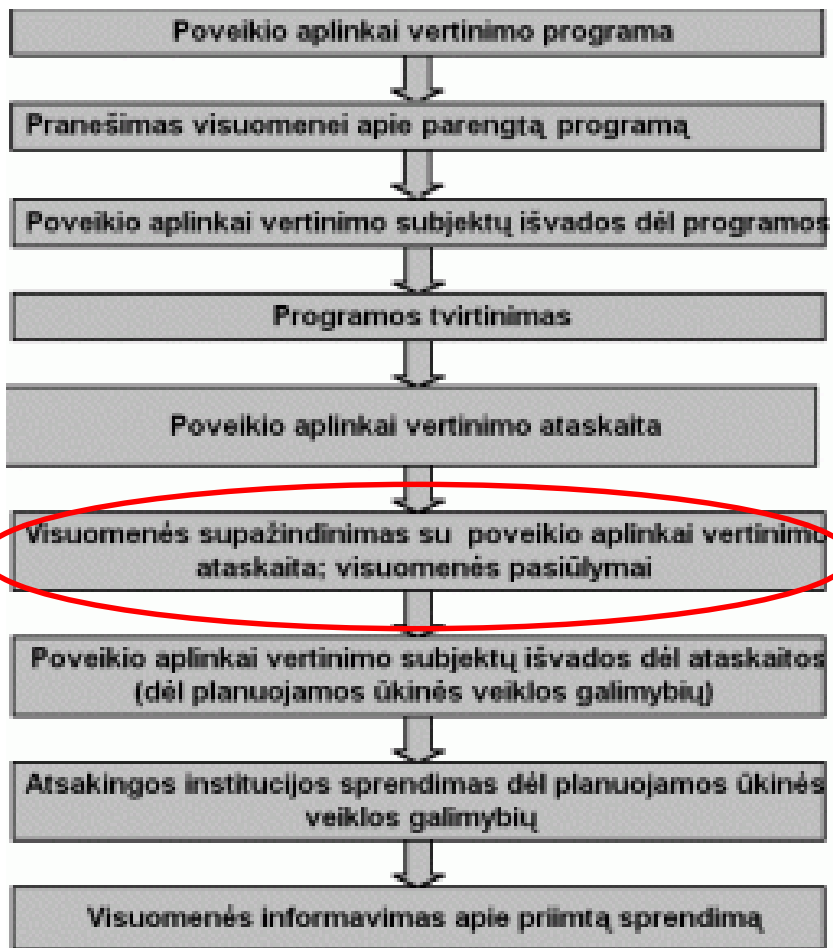 Poveikio aplinkai vertinimo programa
Pranešimas visuomenei apie parengtą programą
Poveikio aplinkai vertinimo subjektų išvados dėl programos
Programos tvirtinimas
Poveikio aplinkai vertinimo ataskaita
Visuomenės supažindinimas su poveikio aplinkai vertinimo
ataskaita; visuomenės pasiūlymai
Poveikio aplinkai vertinimo subjektų išvados dėl ataskaitos
(dėl planuojamos ūkinės veiklos galimybių)
Atsakingos institucijos sprendimas dėl planuojamos ūkinės
veiklos galimybių
Visuomenės informavimas apie priimtą sprendimą